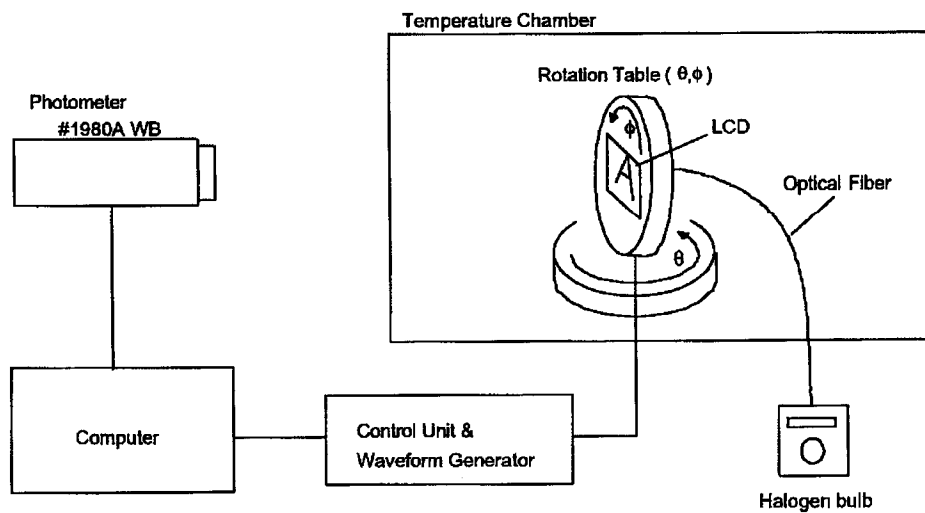 Temperature Chamber
Rotation Table ( θ,ϕ)
Photometer
#1980A WB
ϕ
LCD
A
Optical Fiber
θ
Computer
Control Unit &
Waveform Generator
Halogen bulb